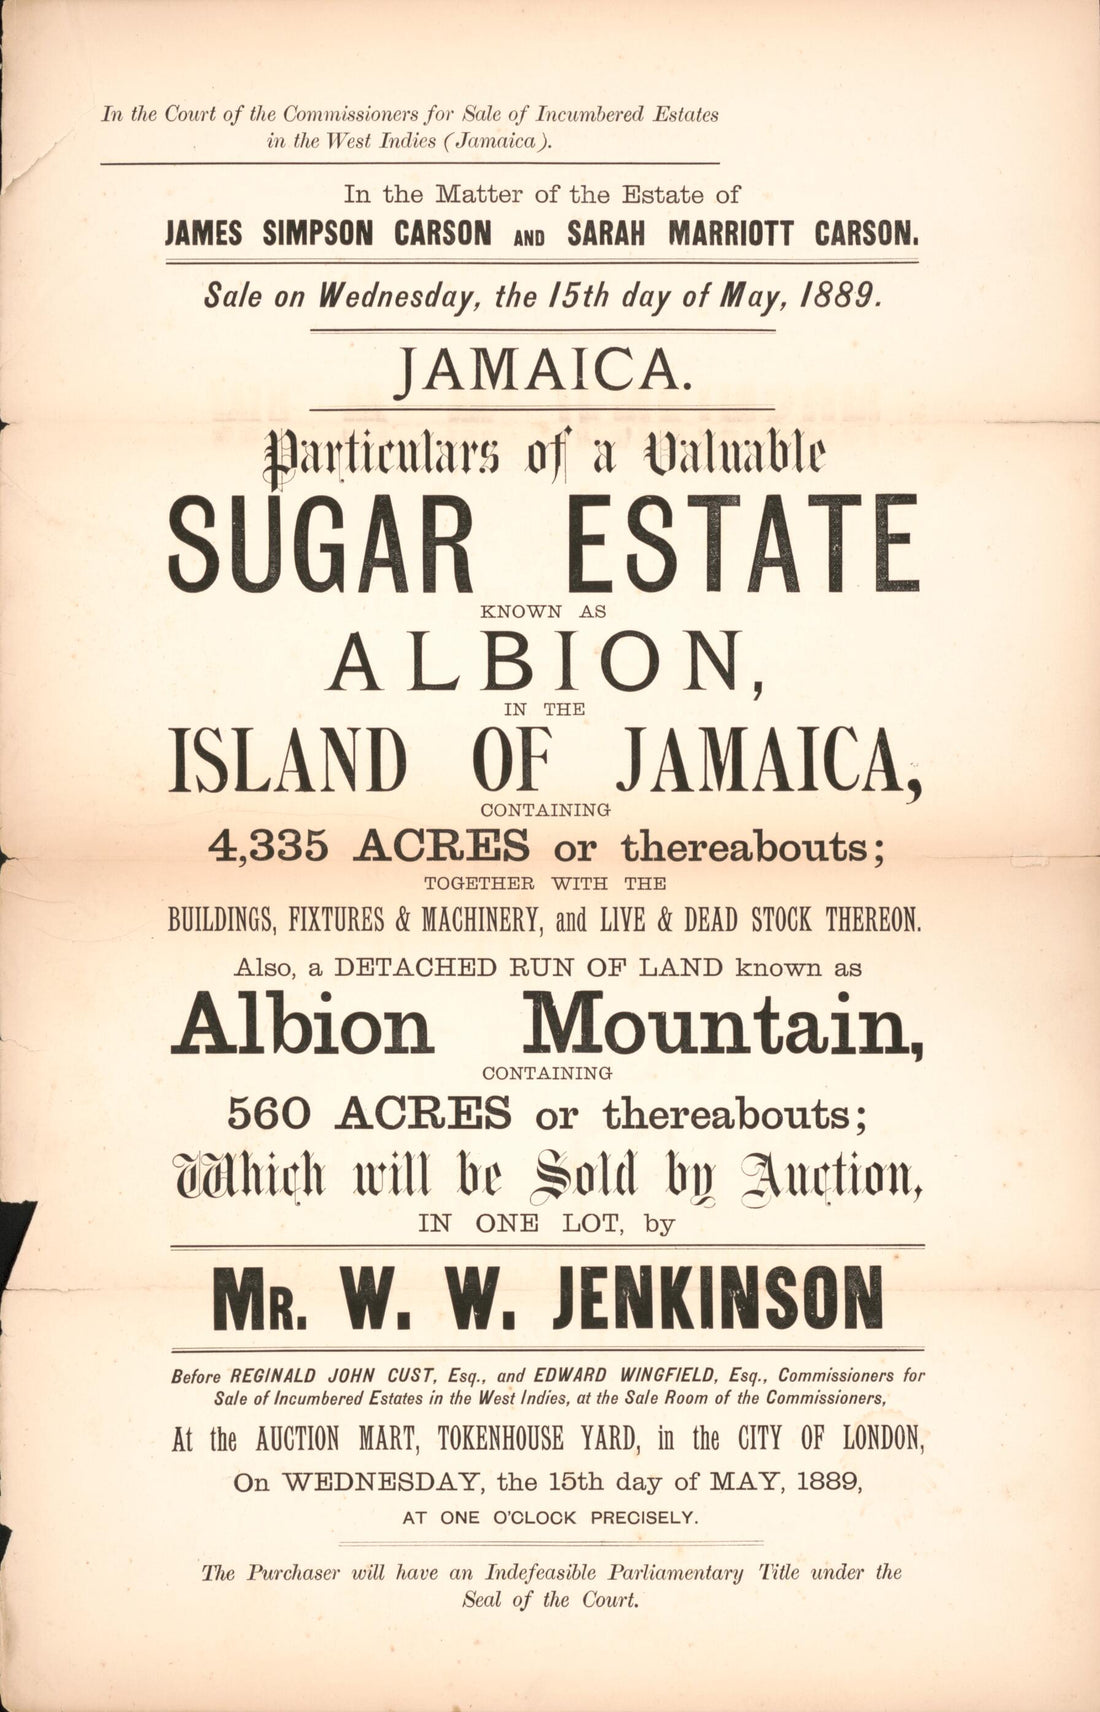 In the Court of the Commissioners for Sale of Incumbered Estates
in the West Indies (Jamaica).
In the Matter of the Estate of
JAMES SIMPSON CARSON AND SARAH MARRIOTT CARSON.
Sale on Wednesday, the 15th day of May, 1889.
JAMAICA.
Particulars of a Valuable
SUGAR ESTATE
KNOWN AS
ALBION,
IN THE
ISLAND OF JAMAICA,
CONTAINING
4,335 ACRES or thereabouts;
TOGETHER WITH THE
BUILDINGS, FIXTURES & MACHINERY, and LIVE & DEAD STOCK THEREON.
Also, a DETACHED RUN OF LAND known as
Albion Mountain,
CONTAINING
560 ACRES or thereabouts;
Which will be Sold by Auction,
IN ONE LOT, by
MR. W. W. JENKINSON
Before REGINALD JOHN CUST, Esq., and EDWARD WINGFIELD, Esq., Commissioners for
Sale of Incumbered Estates in the West Indies, at the Sale Room of the Commissioners,
At the AUCTION MART, TOKENHOUSE YARD, in the CITY OF LONDON,
On WEDNESDAY, the 15th day of MAY, 1889,
AT ONE O'CLOCK PRECISELY.
The Purchaser will have an Indefeasible Parliamentary Title under the
Seal of the Court.